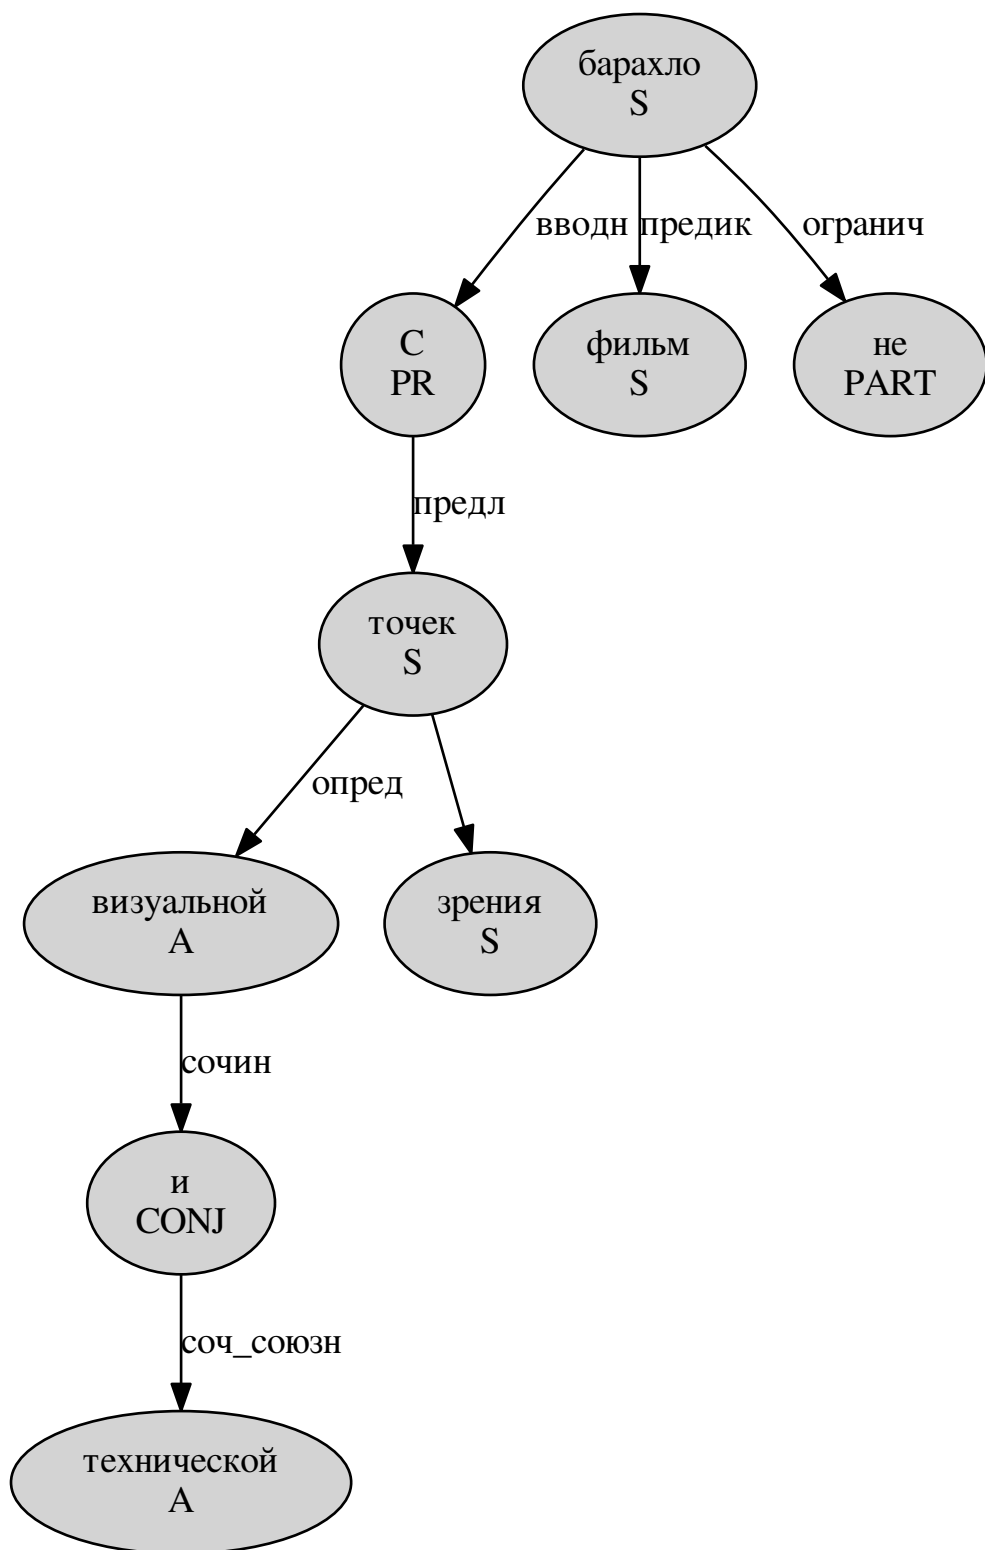 барахло
S
вводн
предик
огранич
С
PR
фильм
S
не
PART
предл
точек
S
опред
визуальной
A
зрения
S
сочин
и
CONJ
соч_союзн
технической
A